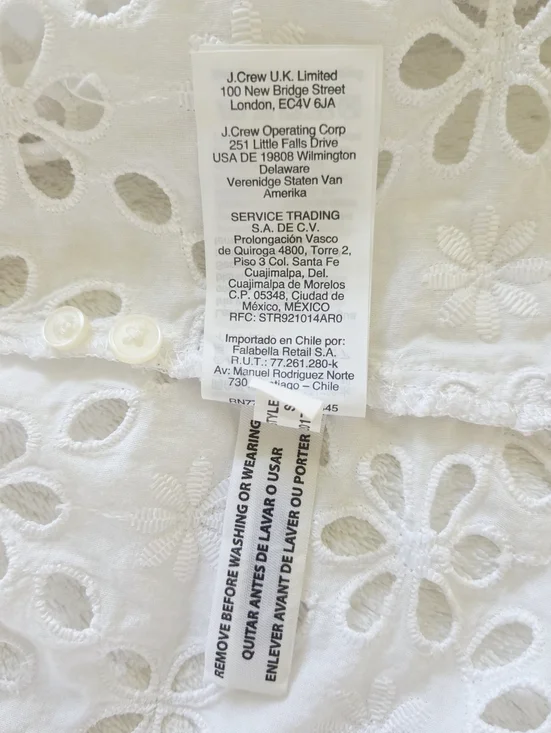 J.Crew U.K. Limited
100 New Bridge Street
London, EC4V 6JA
J.Crew Operating Corp
251 Little Falls Drive
USA DE 19808 Wilmington
Delaware
Verenidge Staten Van
Amerika
SERVICE TRADING
S.A. DE C.V.
Prolongación Vasco
de Quiroga 4800, Torre 2,
Piso 3 Col. Santa Fe
Cuajimalpa, Del.
Cuajimalpa de Morelos
C.P. 05348, Ciudad de
México, MÉXICO
RFC: STR921014AR0
Importado en Chile por:
Falabella Retail S.A.
R.U.T.: 77.261.280-k
Av: Manuel Rodriguez Norte
730 – Chile
REMOVE BEFORE WASHING OR WEARING
QUITAR ANTES DE LAVAR O USAR
ENLEVER AVANT DE LAVER OU PORTER